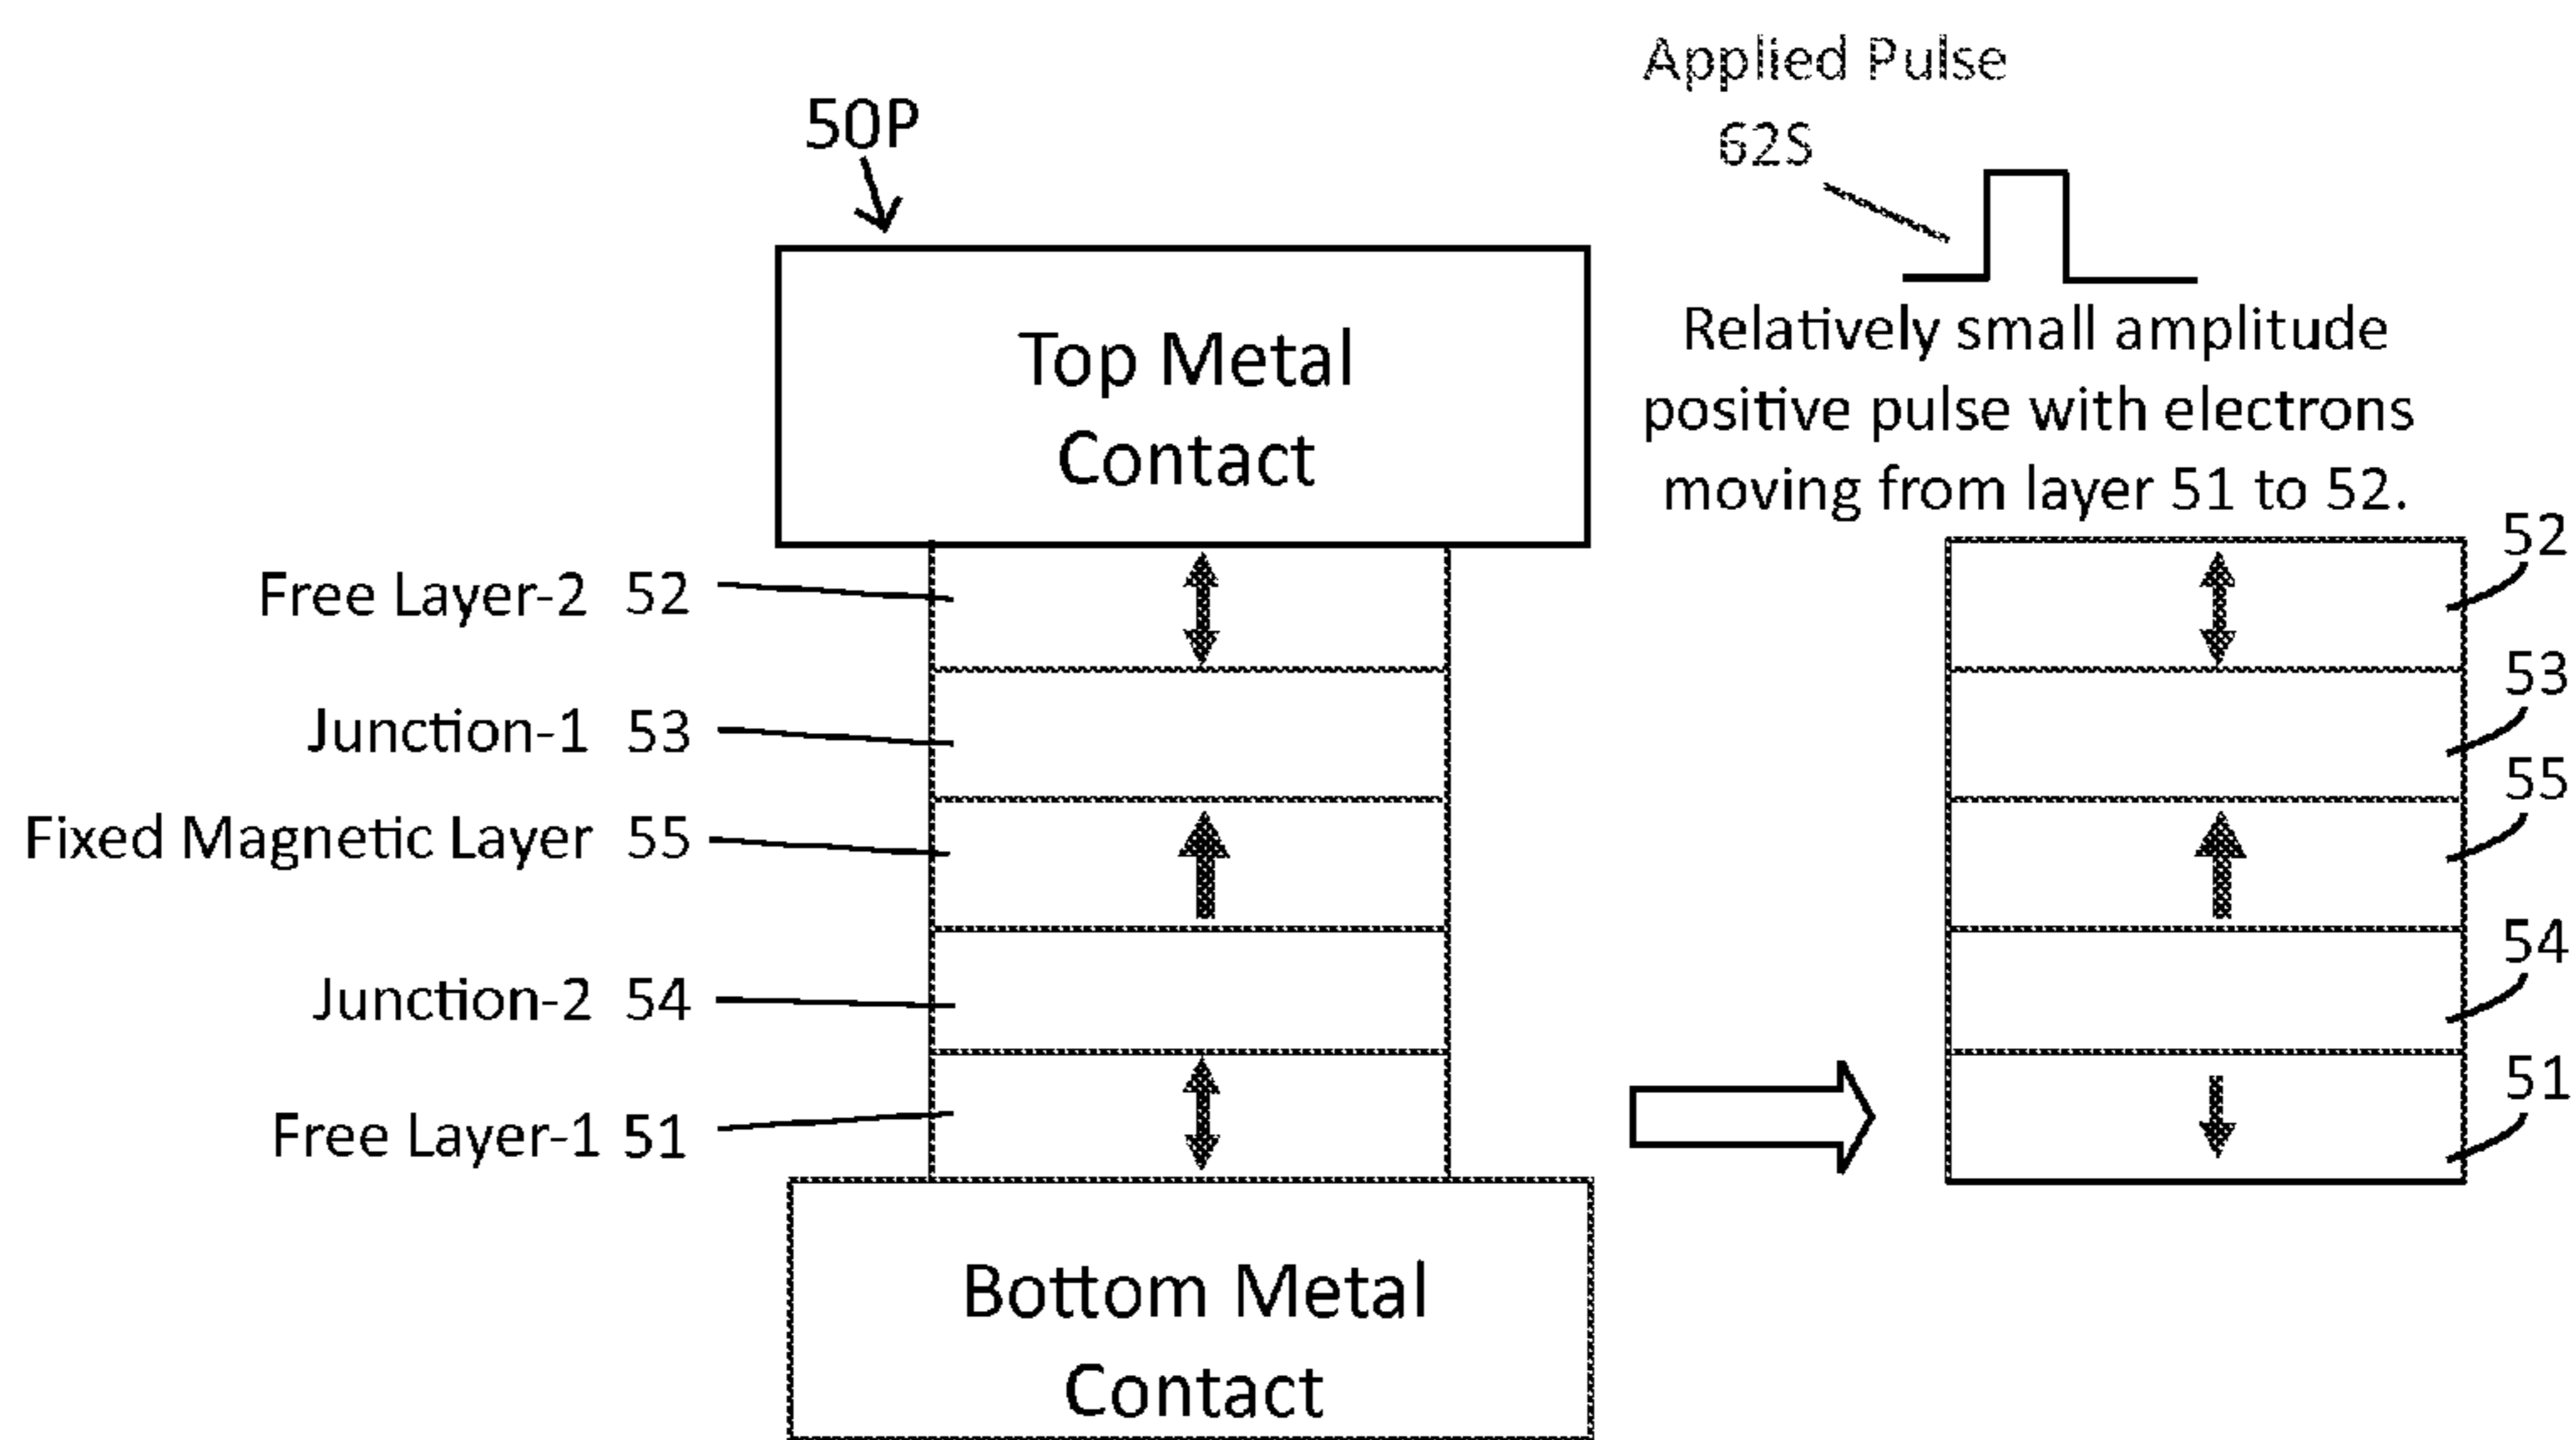 50P
Top Metal
Contact
Free Layer-2 52
Junction-1 53
Fixed Magnetic Layer 55
Junction-2 54
Free Layer-1 51
Bottom Metal
Contact
Applied Pulse
62S
Relatively small amplitude
positive pulse with electrons
moving from layer 51 to 52.
52
53
55
54
51